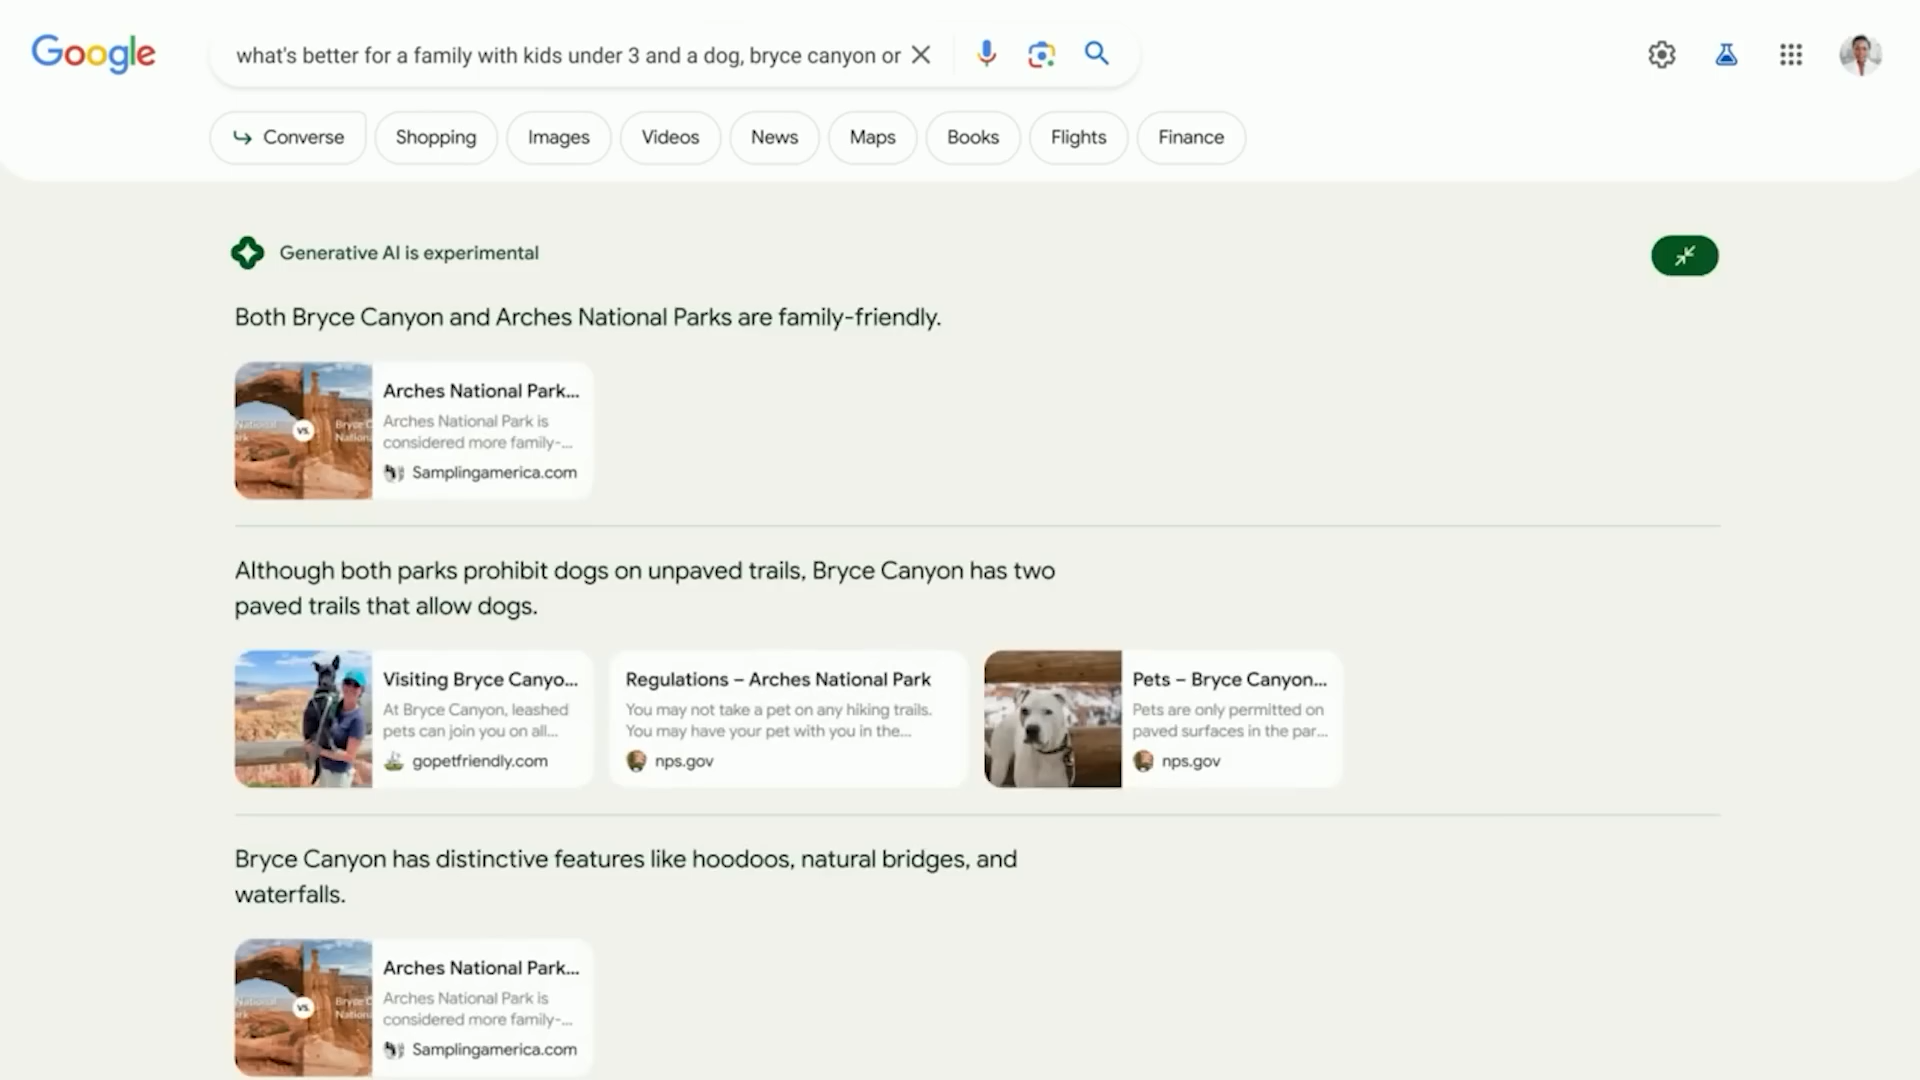 Google
what's better for a family with kids under 3 and a dog, bryce canyon or
Converse
Shopping
Images
Videos
News
Maps
Books
Flights
Finance
Generative AI is experimental
Both Bryce Canyon and Arches National Parks are family-friendly.
National
VS.
Arches National Park...
Arches National Park is
considered more family-...
Samplingamerica.com
Although both parks prohibit dogs on unpaved trails, Bryce Canyon has two
paved trails that allow dogs.
Visiting Bryce Canyo...
At Bryce Canyon, leashed
pets can join you on all...
gopetfriendly.com
Regulations – Arches National Park
You may not take a pet on any hiking trails.
You may have your pet with you in the...
nps.gov
Pets – Bryce Canyon...
Pets are only permitted on
paved surfaces in the par...
nps.gov
Bryce Canyon has distinctive features like hoodoos, natural bridges, and
waterfalls.
National
VS.
Arches National Park...
Arches National Park is
considered more family-...
Samplingamerica.com